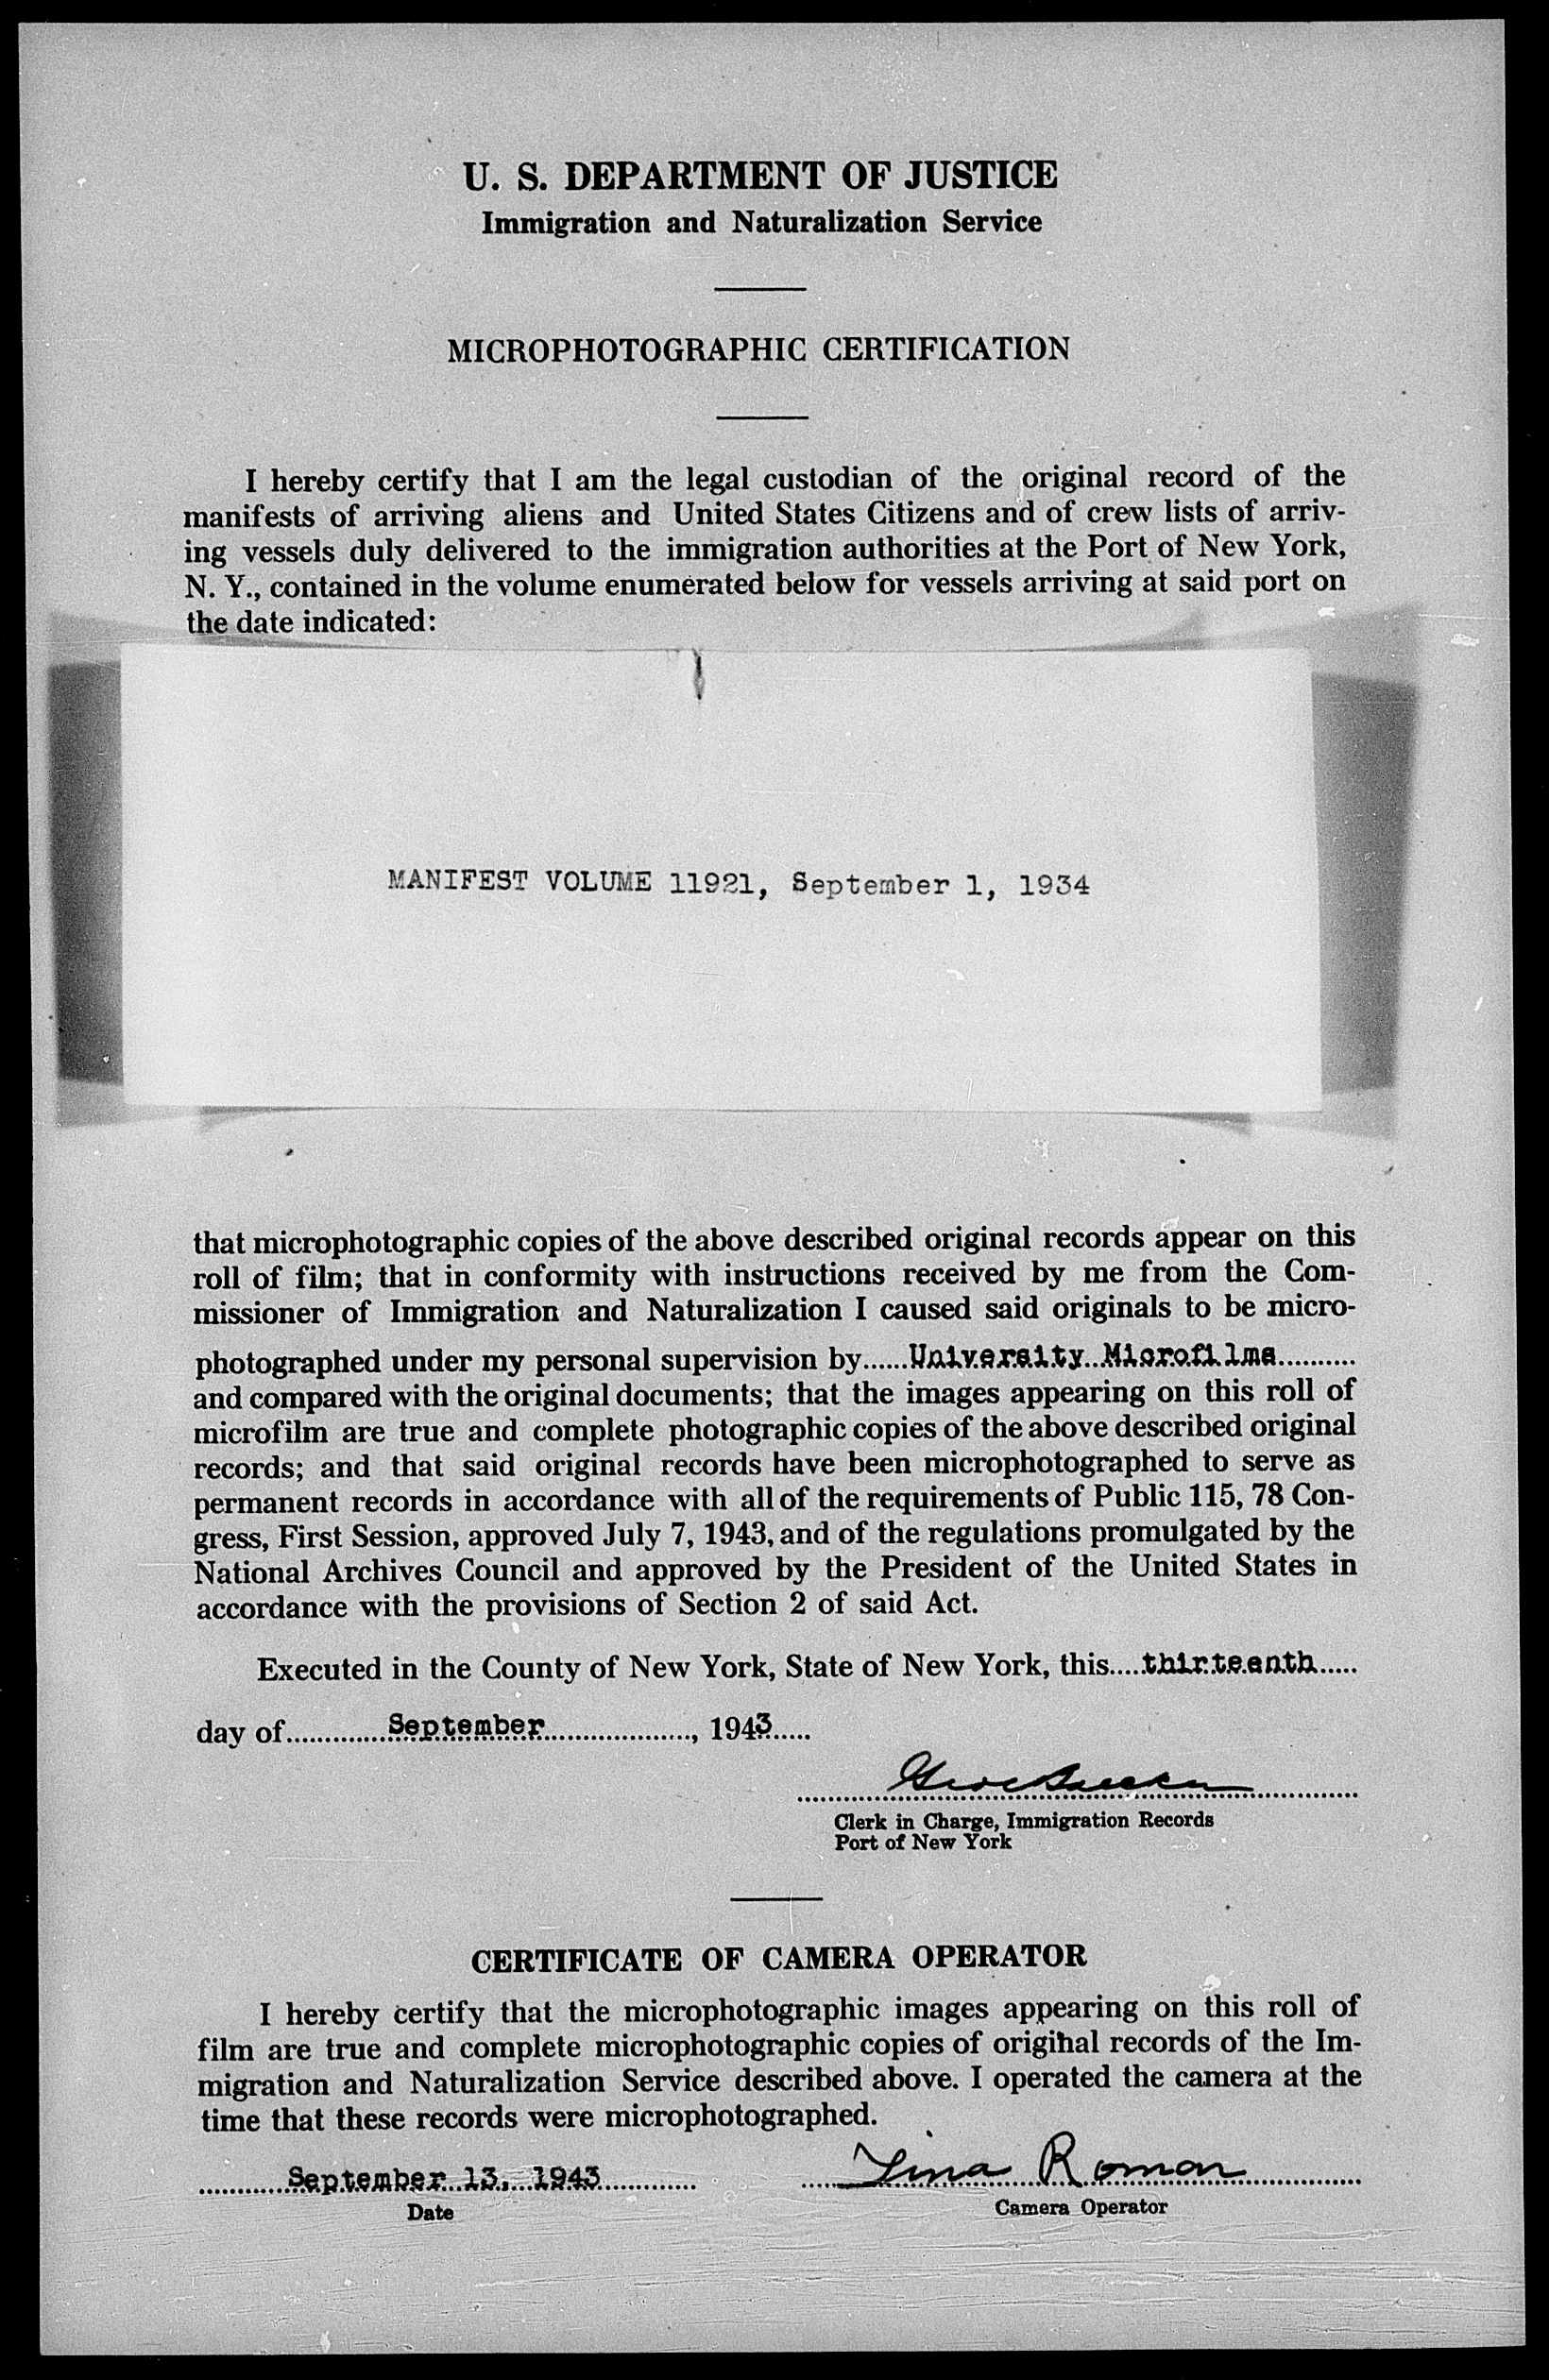 U. S. DEPARTMENT OF JUSTICE
Immigration and Naturalization Service
MICROPHOTOGRAPHIC CERTIFICATION
I hereby certify that I am the legal custodian of the original record of the
manifests of arriving aliens and United States Citizens and of crew lists of arriv-
ing vessels duly delivered to the immigration authorities at the Port of New York,
N. Y., contained in the volume enumerated below for vessels arriving at said port on
the date indicated:
MANIFEST VOLUME 11921, September 1, 1934
that microphotographic copies of the above described original records appear on this
roll of film; that in conformity with instructions received by me from the Com-
missioner of Immigration and Naturalization I caused said originals to be micro-
photographed under my personal supervision by......University Microfilms..........
and compared with the original documents; that the images appearing on this roll of
microfilm are true and complete photographic copies of the above described original
records; and that said original records have been microphotographed to serve as
permanent records in accordance with all of the requirements of Public 115, 78 Con-
gress, First Session, approved July 7, 1943, and of the regulations promulgated by the
National Archives Council and approved by the President of the United States in
accordance with the provisions of Section 2 of said Act.
Executed in the County of New York, State of New York, this....thirteenth.....
day of.............September..................., 1943.....
Clerk in Charge, Immigration Records
Port of New York
CERTIFICATE OF CAMERA OPERATOR
I hereby certify that the microphotographic images appearing on this roll of
film are true and complete microphotographic copies of original records of the Im-
migration and Naturalization Service described above. I operated the camera at the
time that these records were microphotographed.
September 13, 1943 Roman
Date Camera Operator